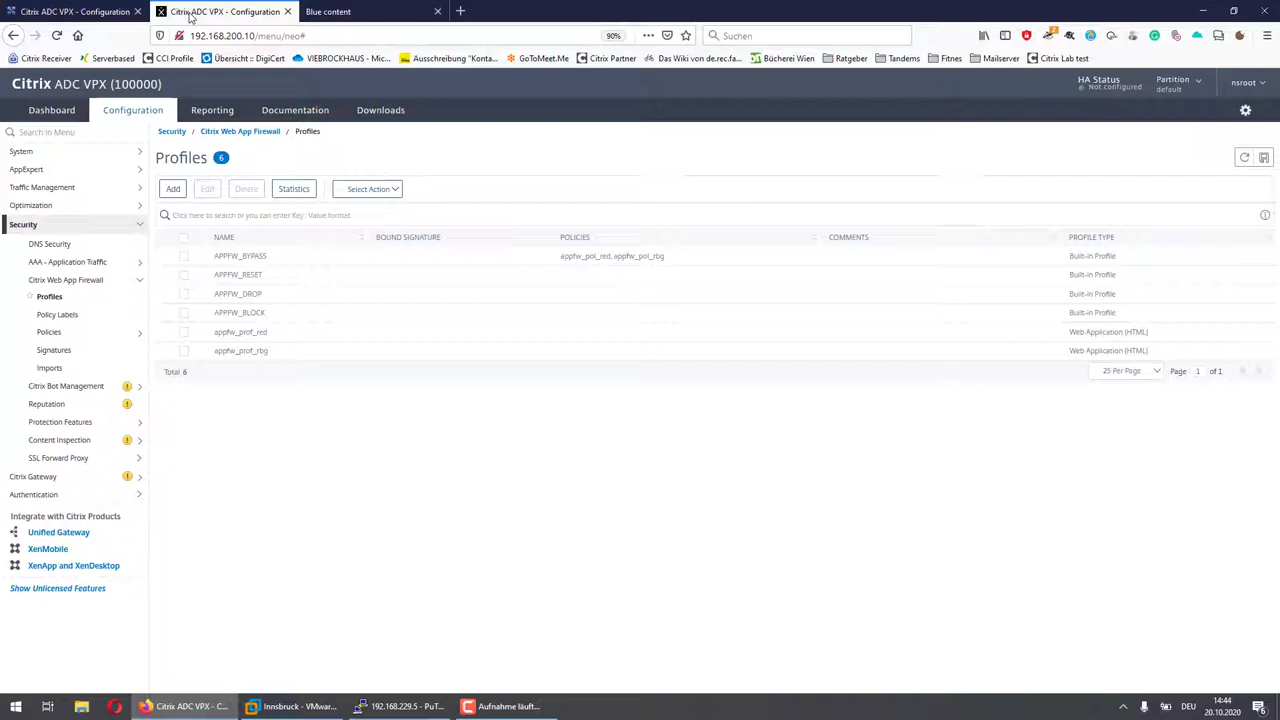 Citrix ADC VPX - Configuration
Citrix ADC VPX - Configuration
Blue content
192.168.200.10/menu/neo#
90%
Suchen
Citrix Receiver
Serverbased
CCI Profile
Übersicht :: DigiCert
VIEBROCKHAUS - Mic...
Ausschreibung "Konta...
GoToMeet.Me
Citrix Partner
Das Wiki von de.rec.fa...
Bücherei Wien
Ratgeber
Tandems
Fitnes
Mailserver
Citrix Lab test
Citrix ADC VPX (100000)
HA Status
Not configured
Partition
default
nsroot
Dashboard
Configuration
Reporting
Documentation
Downloads
Search in Menu
System
AppExpert
Traffic Management
Optimization
Security
DNS Security
AAA - Application Traffic
Citrix Web App Firewall
Profiles
Policy Labels
Policies
Signatures
Imports
Citrix Bot Management
Reputation
Protection Features
Content Inspection
SSL Forward Proxy
Citrix Gateway
Authentication
Integrate with Citrix Products
Unified Gateway
XenMobile
XenApp and XenDesktop
Show Unlicensed Features
Security / Citrix Web App Firewall / Profiles
Profiles 6
Add
Edit
Delete
Statistics
Select Action
Click here to search or you can enter Key : Value format
NAME BOUND SIGNATURE POLICIES COMMENTS PROFILE TYPE
APPFW_BYPASS appfw_pol_red, appfw_pol_rbg Built-in Profile
APPFW_RESET Built-in Profile
APPFW_DROP Built-in Profile
APPFW_BLOCK Built-in Profile
appfw_prof_red Web Application (HTML)
appfw_prof_rbg Web Application (HTML)
Total 6
25 Per Page
Page 1 of 1
Citrix ADC VPX - C...
Innsbruck - VMwar...
192.168.229.5 - PuT...
Aufnahme läuft...
DEU
14:44
20.10.2020
6